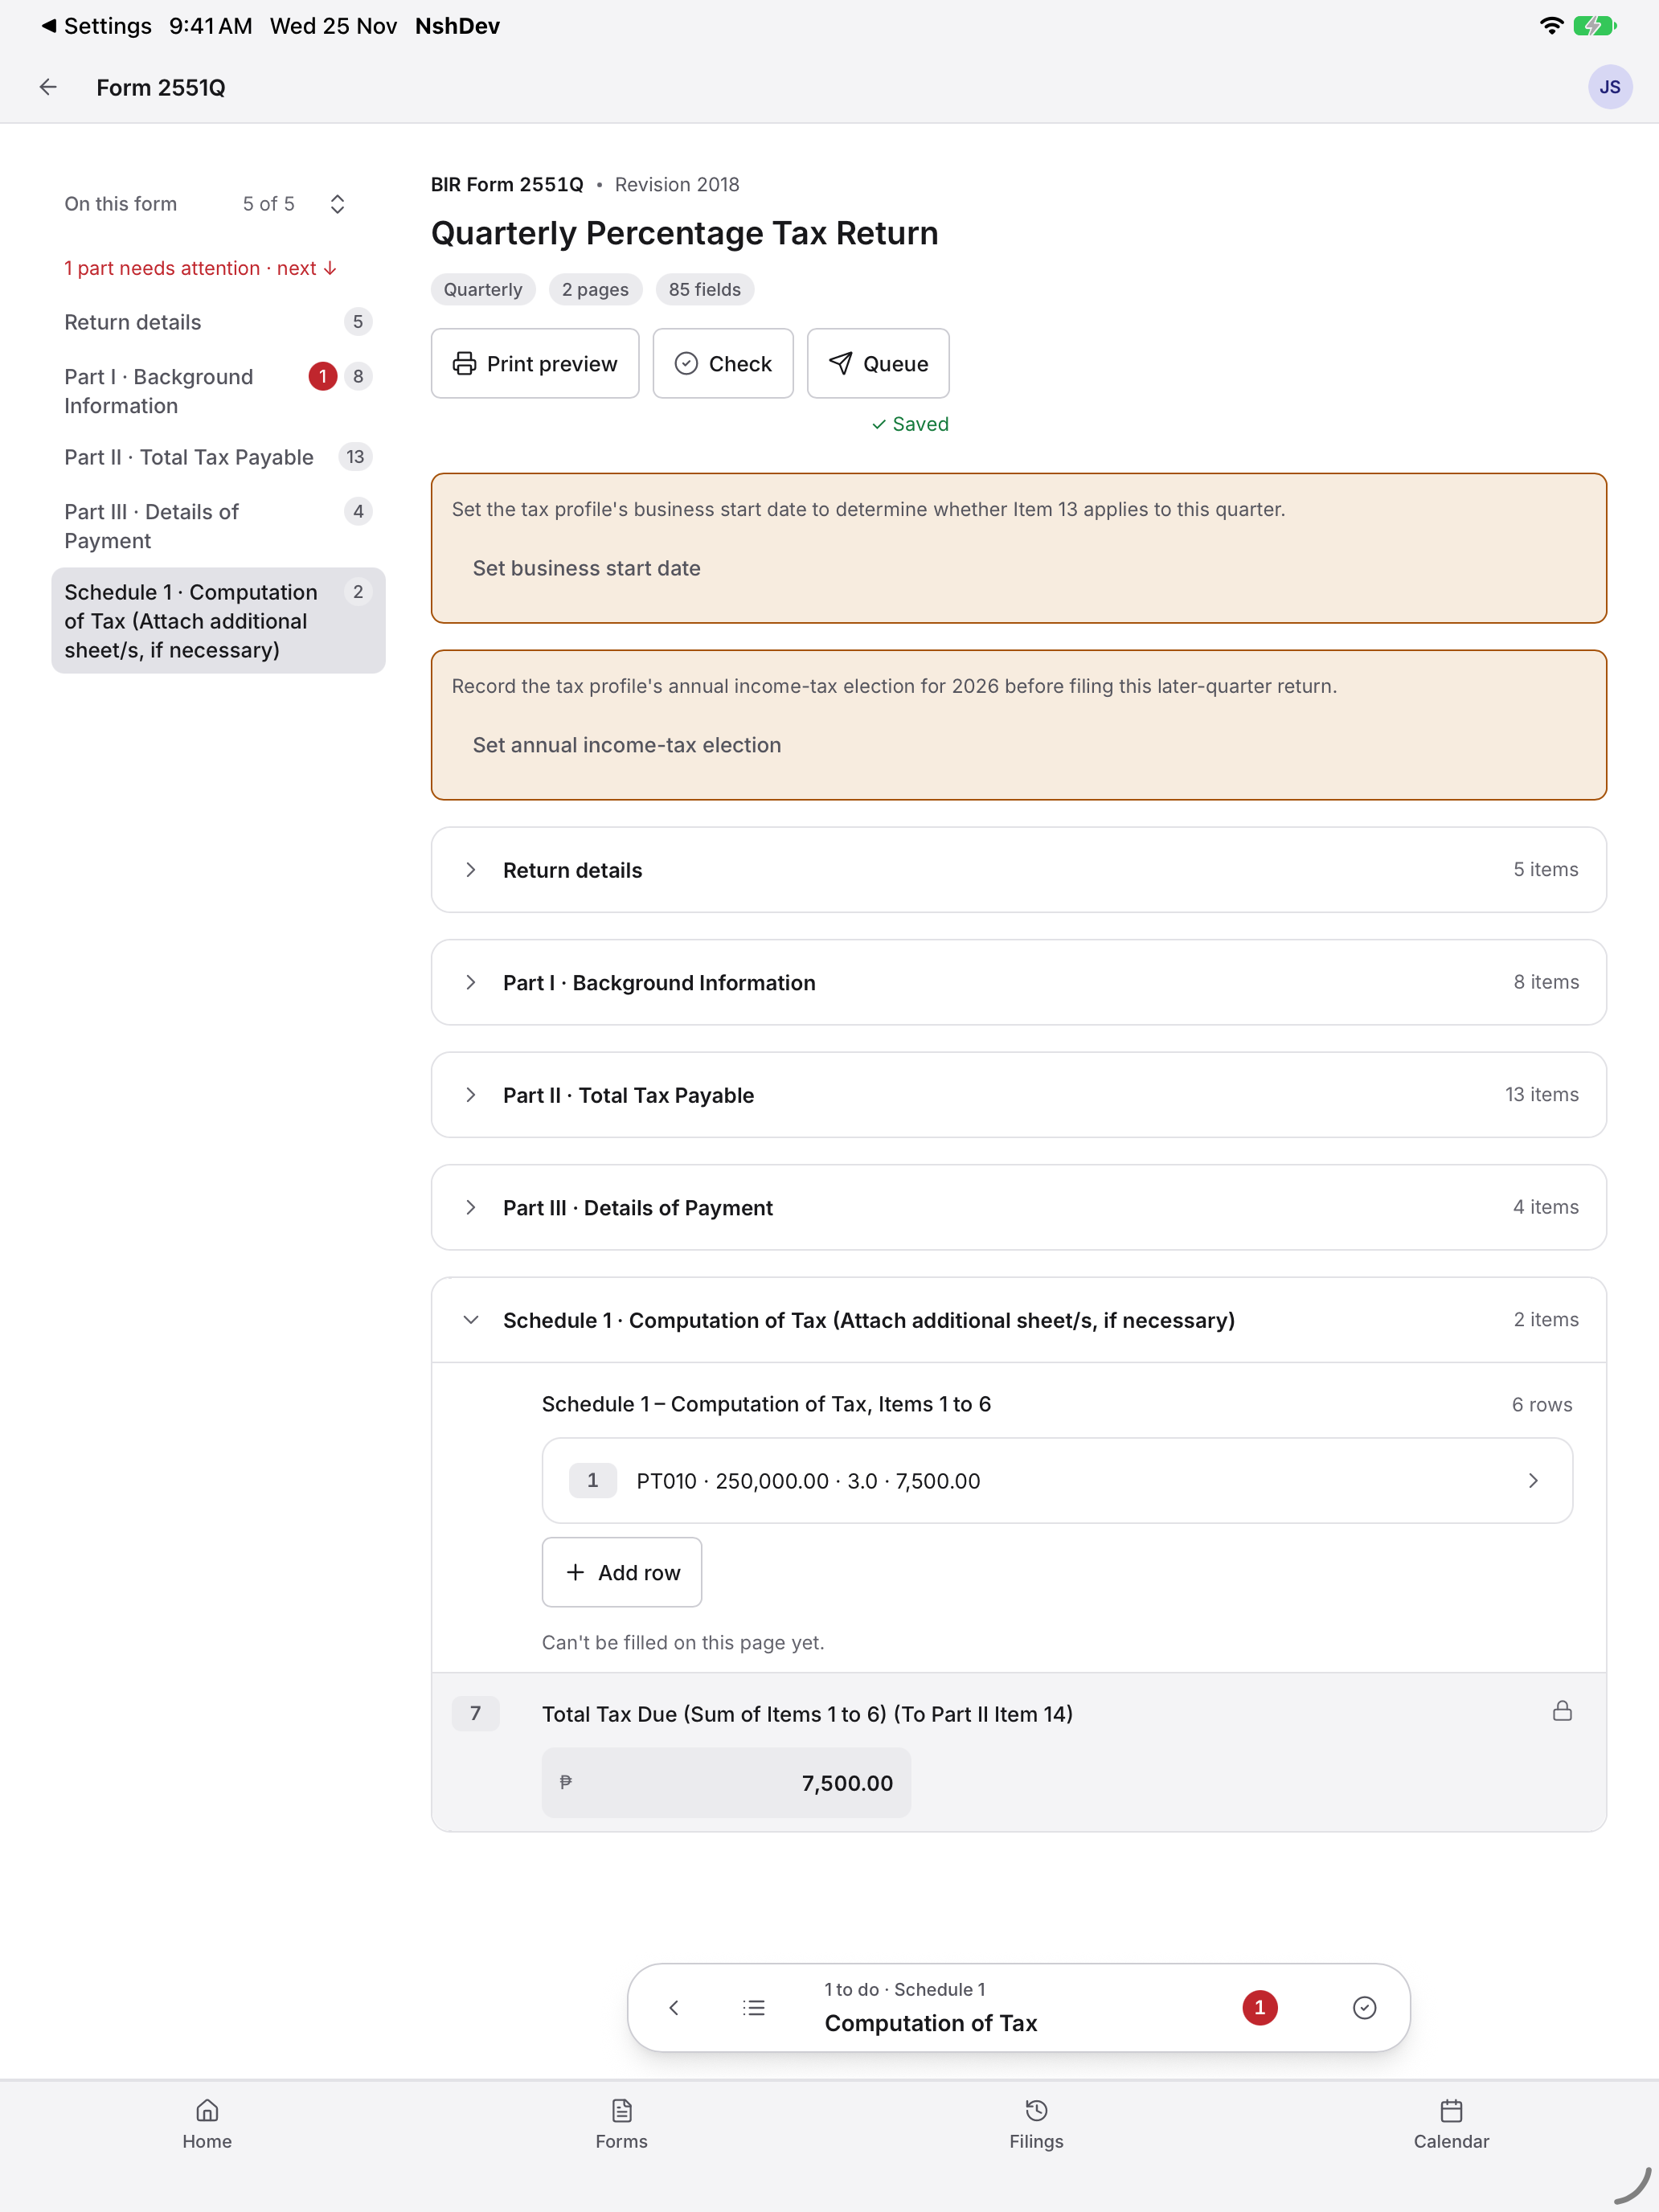 Settings 9:41 AM Wed 25 Nov NshDev
Form 2551Q
JS
On this form 5 of 5
1 part needs attention · next ↓
Return details 5
Part I · Background Information 1 8
Part II · Total Tax Payable 13
Part III · Details of Payment 4
Schedule 1 · Computation of Tax (Attach additional sheet/s, if necessary) 2
BIR Form 2551Q • Revision 2018
Quarterly Percentage Tax Return
Quarterly 2 pages 85 fields
Print preview Check Queue
Saved
Set the tax profile's business start date to determine whether Item 13 applies to this quarter.
Set business start date
Record the tax profile's annual income-tax election for 2026 before filing this later-quarter return.
Set annual income-tax election
Return details 5 items
Part I · Background Information 8 items
Part II · Total Tax Payable 13 items
Part III · Details of Payment 4 items
Schedule 1 · Computation of Tax (Attach additional sheet/s, if necessary) 2 items
Schedule 1 – Computation of Tax, Items 1 to 6 6 rows
1 PT010 · 250,000.00 · 3.0 · 7,500.00
Add row
Can't be filled on this page yet.
7 Total Tax Due (Sum of Items 1 to 6) (To Part II Item 14)
₱ 7,500.00
1 to do · Schedule 1
Computation of Tax
1
Home Forms Filings Calendar